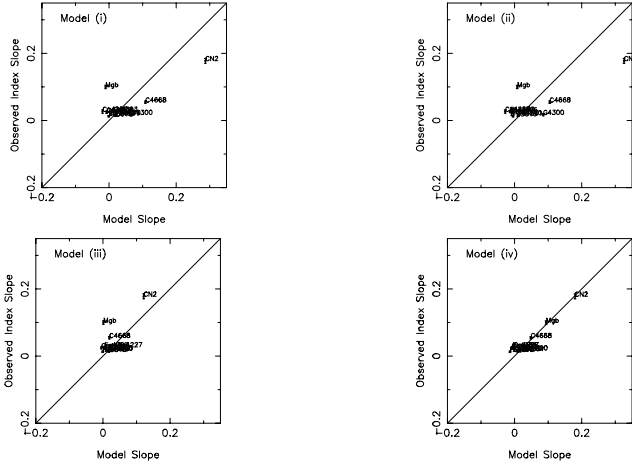 Model (i)
CN2
Mgb
C4668
Observed Index Slope
0.2
0
0.2
−0.2
0
0.2
Model Slope
Model (ii)
CN2
Mgb
C4668
G4300
Observed Index Slope
0.2
0
0.2
−0.2
0
0.2
Model Slope
Model (iii)
CN2
Mgb
C4668
Observed Index Slope
0.2
0
0.2
−0.2
0
0.2
Model Slope
Model (iv)
CN2
Mgb
C4668
Observed Index Slope
0.2
0
0.2
−0.2
0
0.2
Model Slope